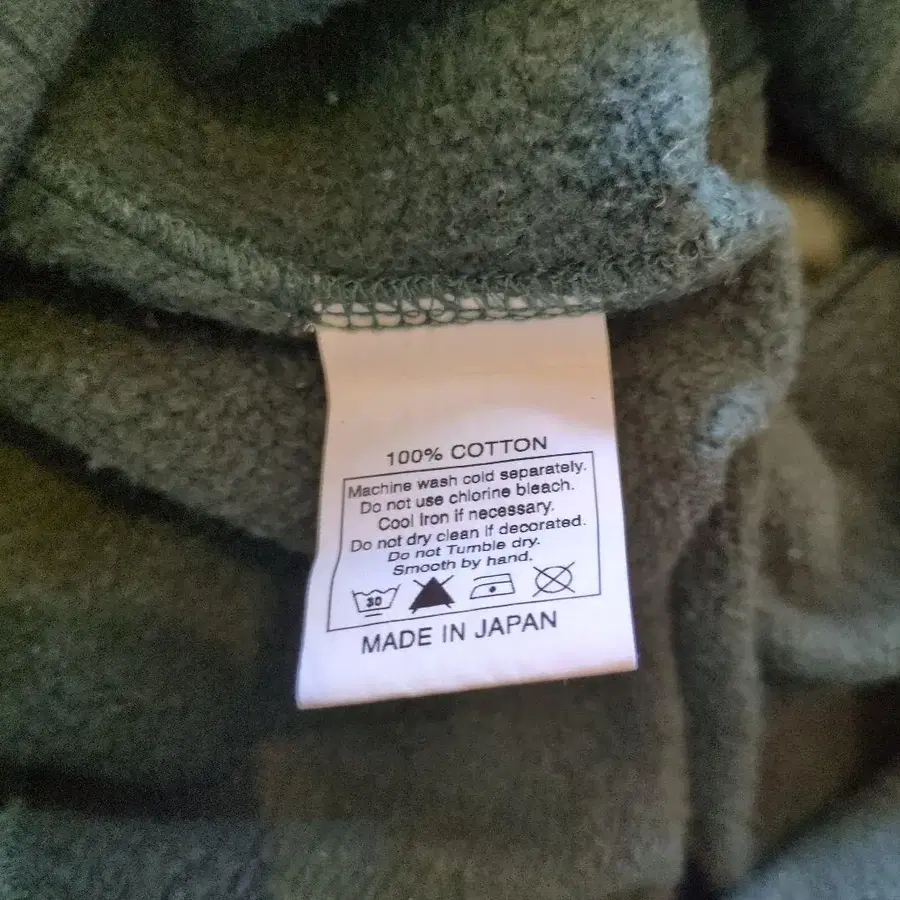 100% COTTON
Machine wash cold separately.
Do not use chlorine bleach.
Cool Iron if necessary.
Do not dry clean if decorated.
Do not Tumble dry.
Smooth by hand.
30
MADE IN JAPAN